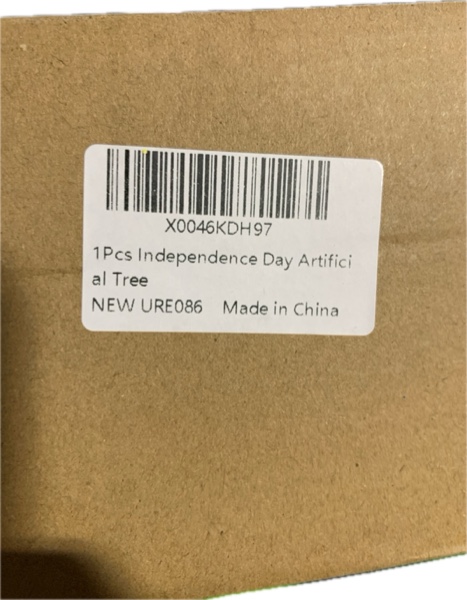 X0046KDH97
1Pcs Independence Day Artifici
al Tree
NEW URE086 Made in China